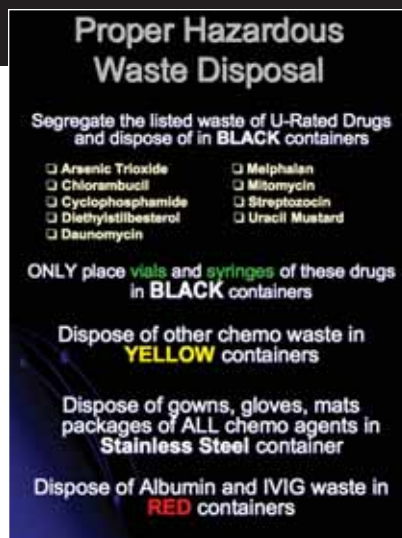 Proper Hazardous
Waste Disposal
Segregate the listed waste of U-Rated Drugs
and dispose of in BLACK containers
❑ Arsenic Trioxide
❑ Chlorambucil
❑ Cyclophosphamide
❑ Diethylstilbesterol
❑ Daunomycin
❑ Melphalan
❑ Mitomycin
❑ Streptozocin
❑ Uracil Mustard
ONLY place vials and syringes of these drugs
in BLACK containers
Dispose of other chemo waste in
YELLOW containers
Dispose of gowns, gloves, mats
packages of ALL chemo agents in
Stainless Steel container
Dispose of Albumin and IVIG waste in
RED containers